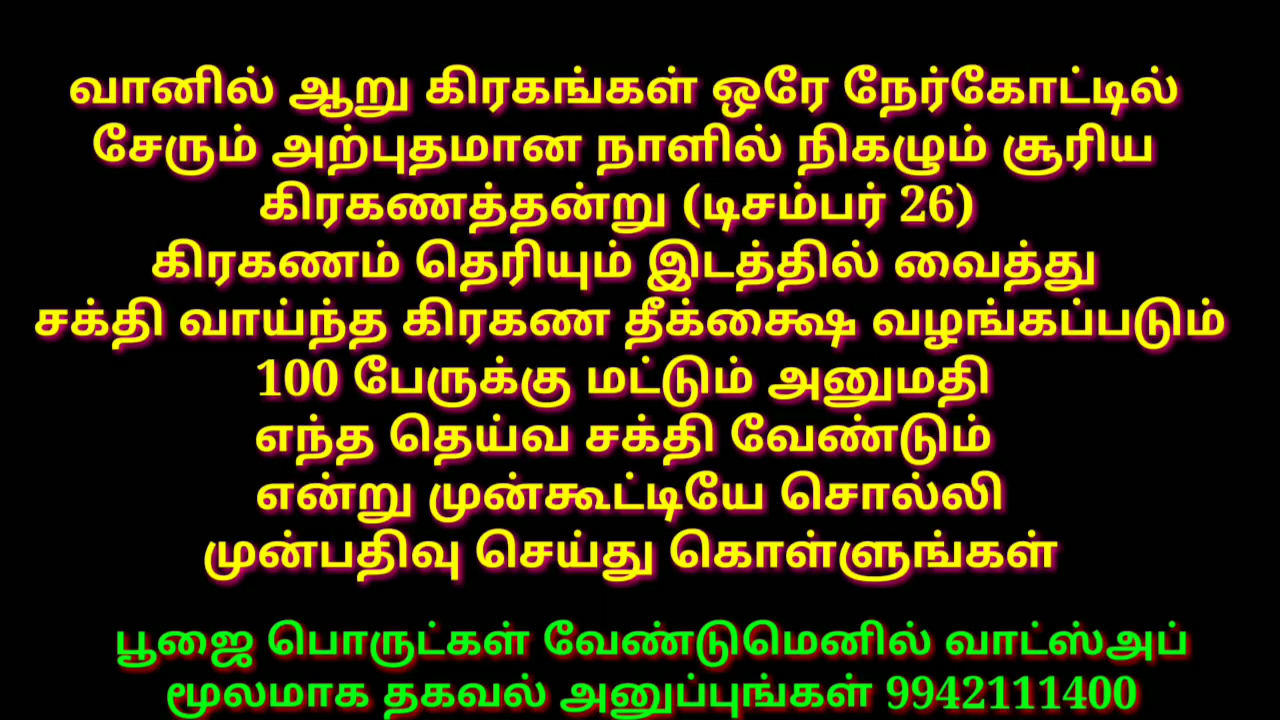 வானில் ஆறு கிரகங்கள் ஒரே நேர்கோட்டில்
சேரும் அற்புதமான நாளில் நிகழும் சூரிய
கிரகணத்தன்று (டிசம்பர் 26)
கிரகணம் தெரியும் இடத்தில் வைத்து
சக்தி வாய்ந்த கிரகண தீக்க்ஷை வழங்கப்படும்
100 பேருக்கு மட்டும் அனுமதி
எந்த தெய்வ சக்தி வேண்டும்
என்று முன்கூட்டியே சொல்லி
முன்பதிவு செய்து கொள்ளுங்கள்
பூஜை பொருட்கள் வேண்டுமெனில் வாட்ஸ்அப்
மூலமாக தகவல் அனுப்புங்கள் 9942111400